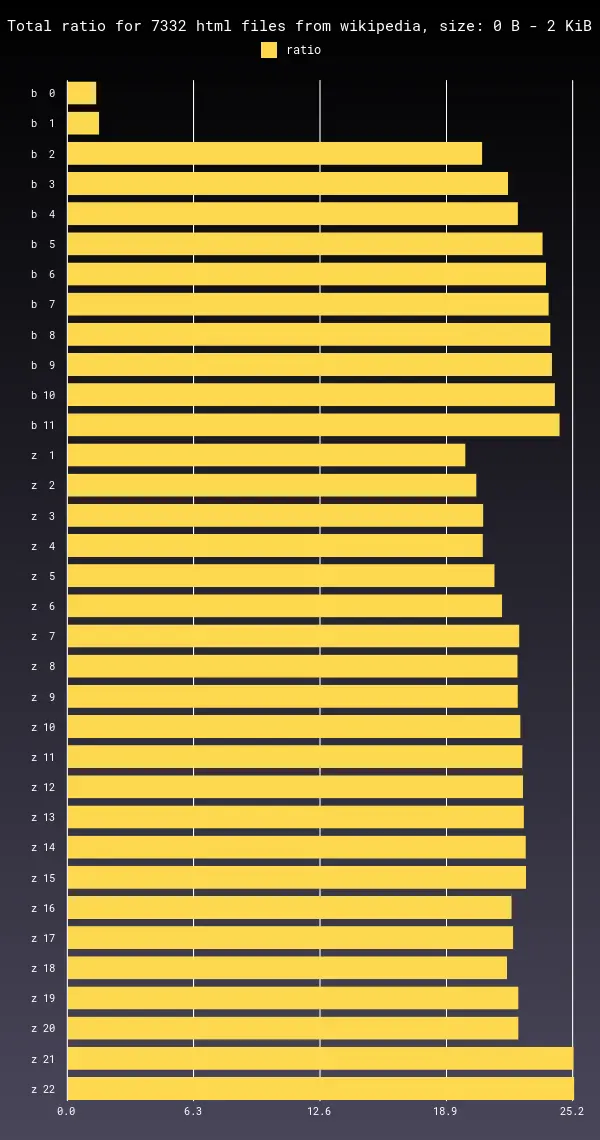 Total ratio for 7332 html files from wikipedia, size: 0 B - 2 KiB
ratio
b 0
b 1
b 2
b 3
b 4
b 5
b 6
b 7
b 8
b 9
b 10
b 11
z 1
z 2
z 3
z 4
z 5
z 6
z 7
z 8
z 9
z 10
z 11
z 12
z 13
z 14
z 15
z 16
z 17
z 18
z 19
z 20
z 21
z 22
0.0 6.3 12.6 18.9 25.2